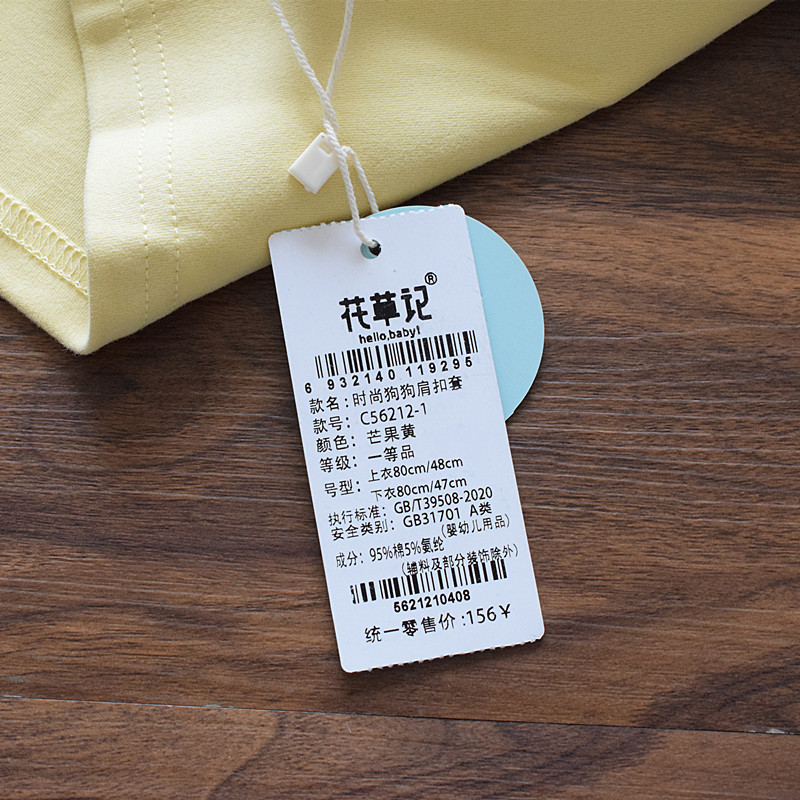 花草记®
hello,baby!
6 932140 119295
款名：时尚狗狗肩扣套
款号：C56212-1
颜色：芒果黄
等级：一等品
号型：上衣80cm/48cm
下衣80cm/47cm
执行标准：GB/T39508-2020
安全类别：GB31701 A类
（婴幼儿用品）
成分：95%棉5%氨纶
（辅料及部分装饰除外）
5621210408
统一零售价:156¥